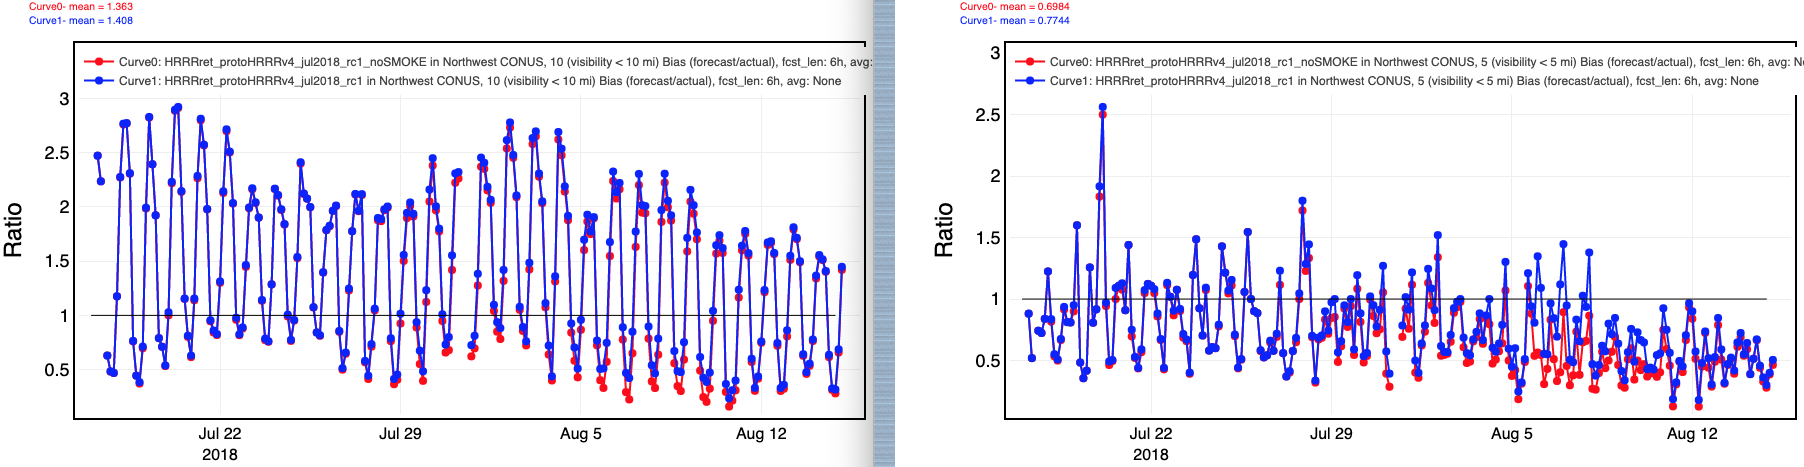 Curve0- mean = 1.363
Curve1- mean = 1.408
Curve0: HRRRret_protoHRRRv4_jul2018_rc1_noSMOKE in Northwest CONUS, 10 (visibility < 10 mi) Bias (forecast/actual), fcst_len: 6h, avg:
Curve1: HRRRret_protoHRRRv4_jul2018_rc1 in Northwest CONUS, 10 (visibility < 10 mi) Bias (forecast/actual), fcst_len: 6h, avg: None
3
2.5
2
1.5
1
0.5
Ratio
Jul 22
2018
Jul 29
Aug 5
Aug 12
Curve0- mean = 0.6984
Curve1- mean = 0.7744
Curve0: HRRRret_protoHRRRv4_jul2018_rc1_noSMOKE in Northwest CONUS, 5 (visibility < 5 mi) Bias (forecast/actual), fcst_len: 6h, avg:
Curve1: HRRRret_protoHRRRv4_jul2018_rc1 in Northwest CONUS, 5 (visibility < 5 mi) Bias (forecast/actual), fcst_len: 6h, avg: None
3
2.5
2
1.5
1
0.5
Ratio
Jul 22
2018
Jul 29
Aug 5
Aug 12